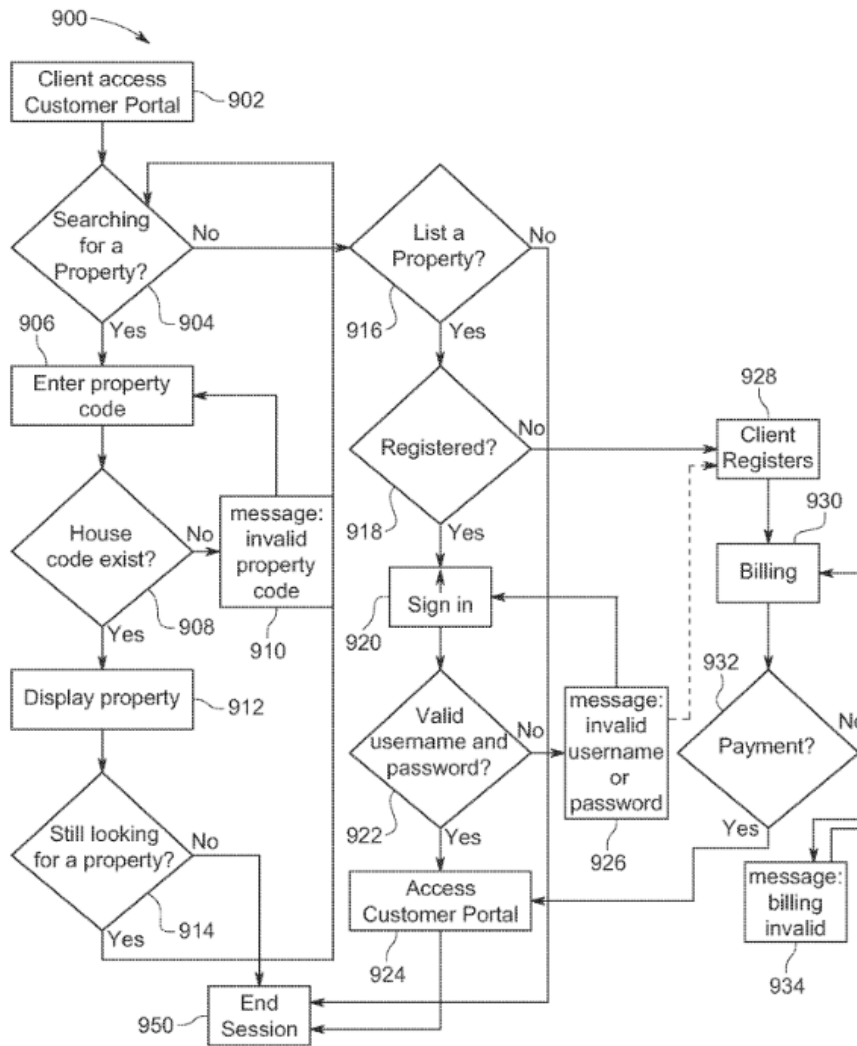 900
Client access
Customer Portal
902
Searching
for a
Property?
No
904
Yes
List a
Property?
No
916
Yes
906
Enter property
code
House
code exist?
No
908
Yes
message:
invalid
property
code
910
Registered?
No
918
Yes
928
Client
Registers
930
Billing
Sign in
920
Display property
912
Valid
username and
password?
No
922
Yes
message:
invalid
username
or
password
926
932
Payment?
No
Yes
Still looking
for a property?
No
914
Yes
Access
Customer Portal
924
message:
billing
invalid
934
End
Session
950